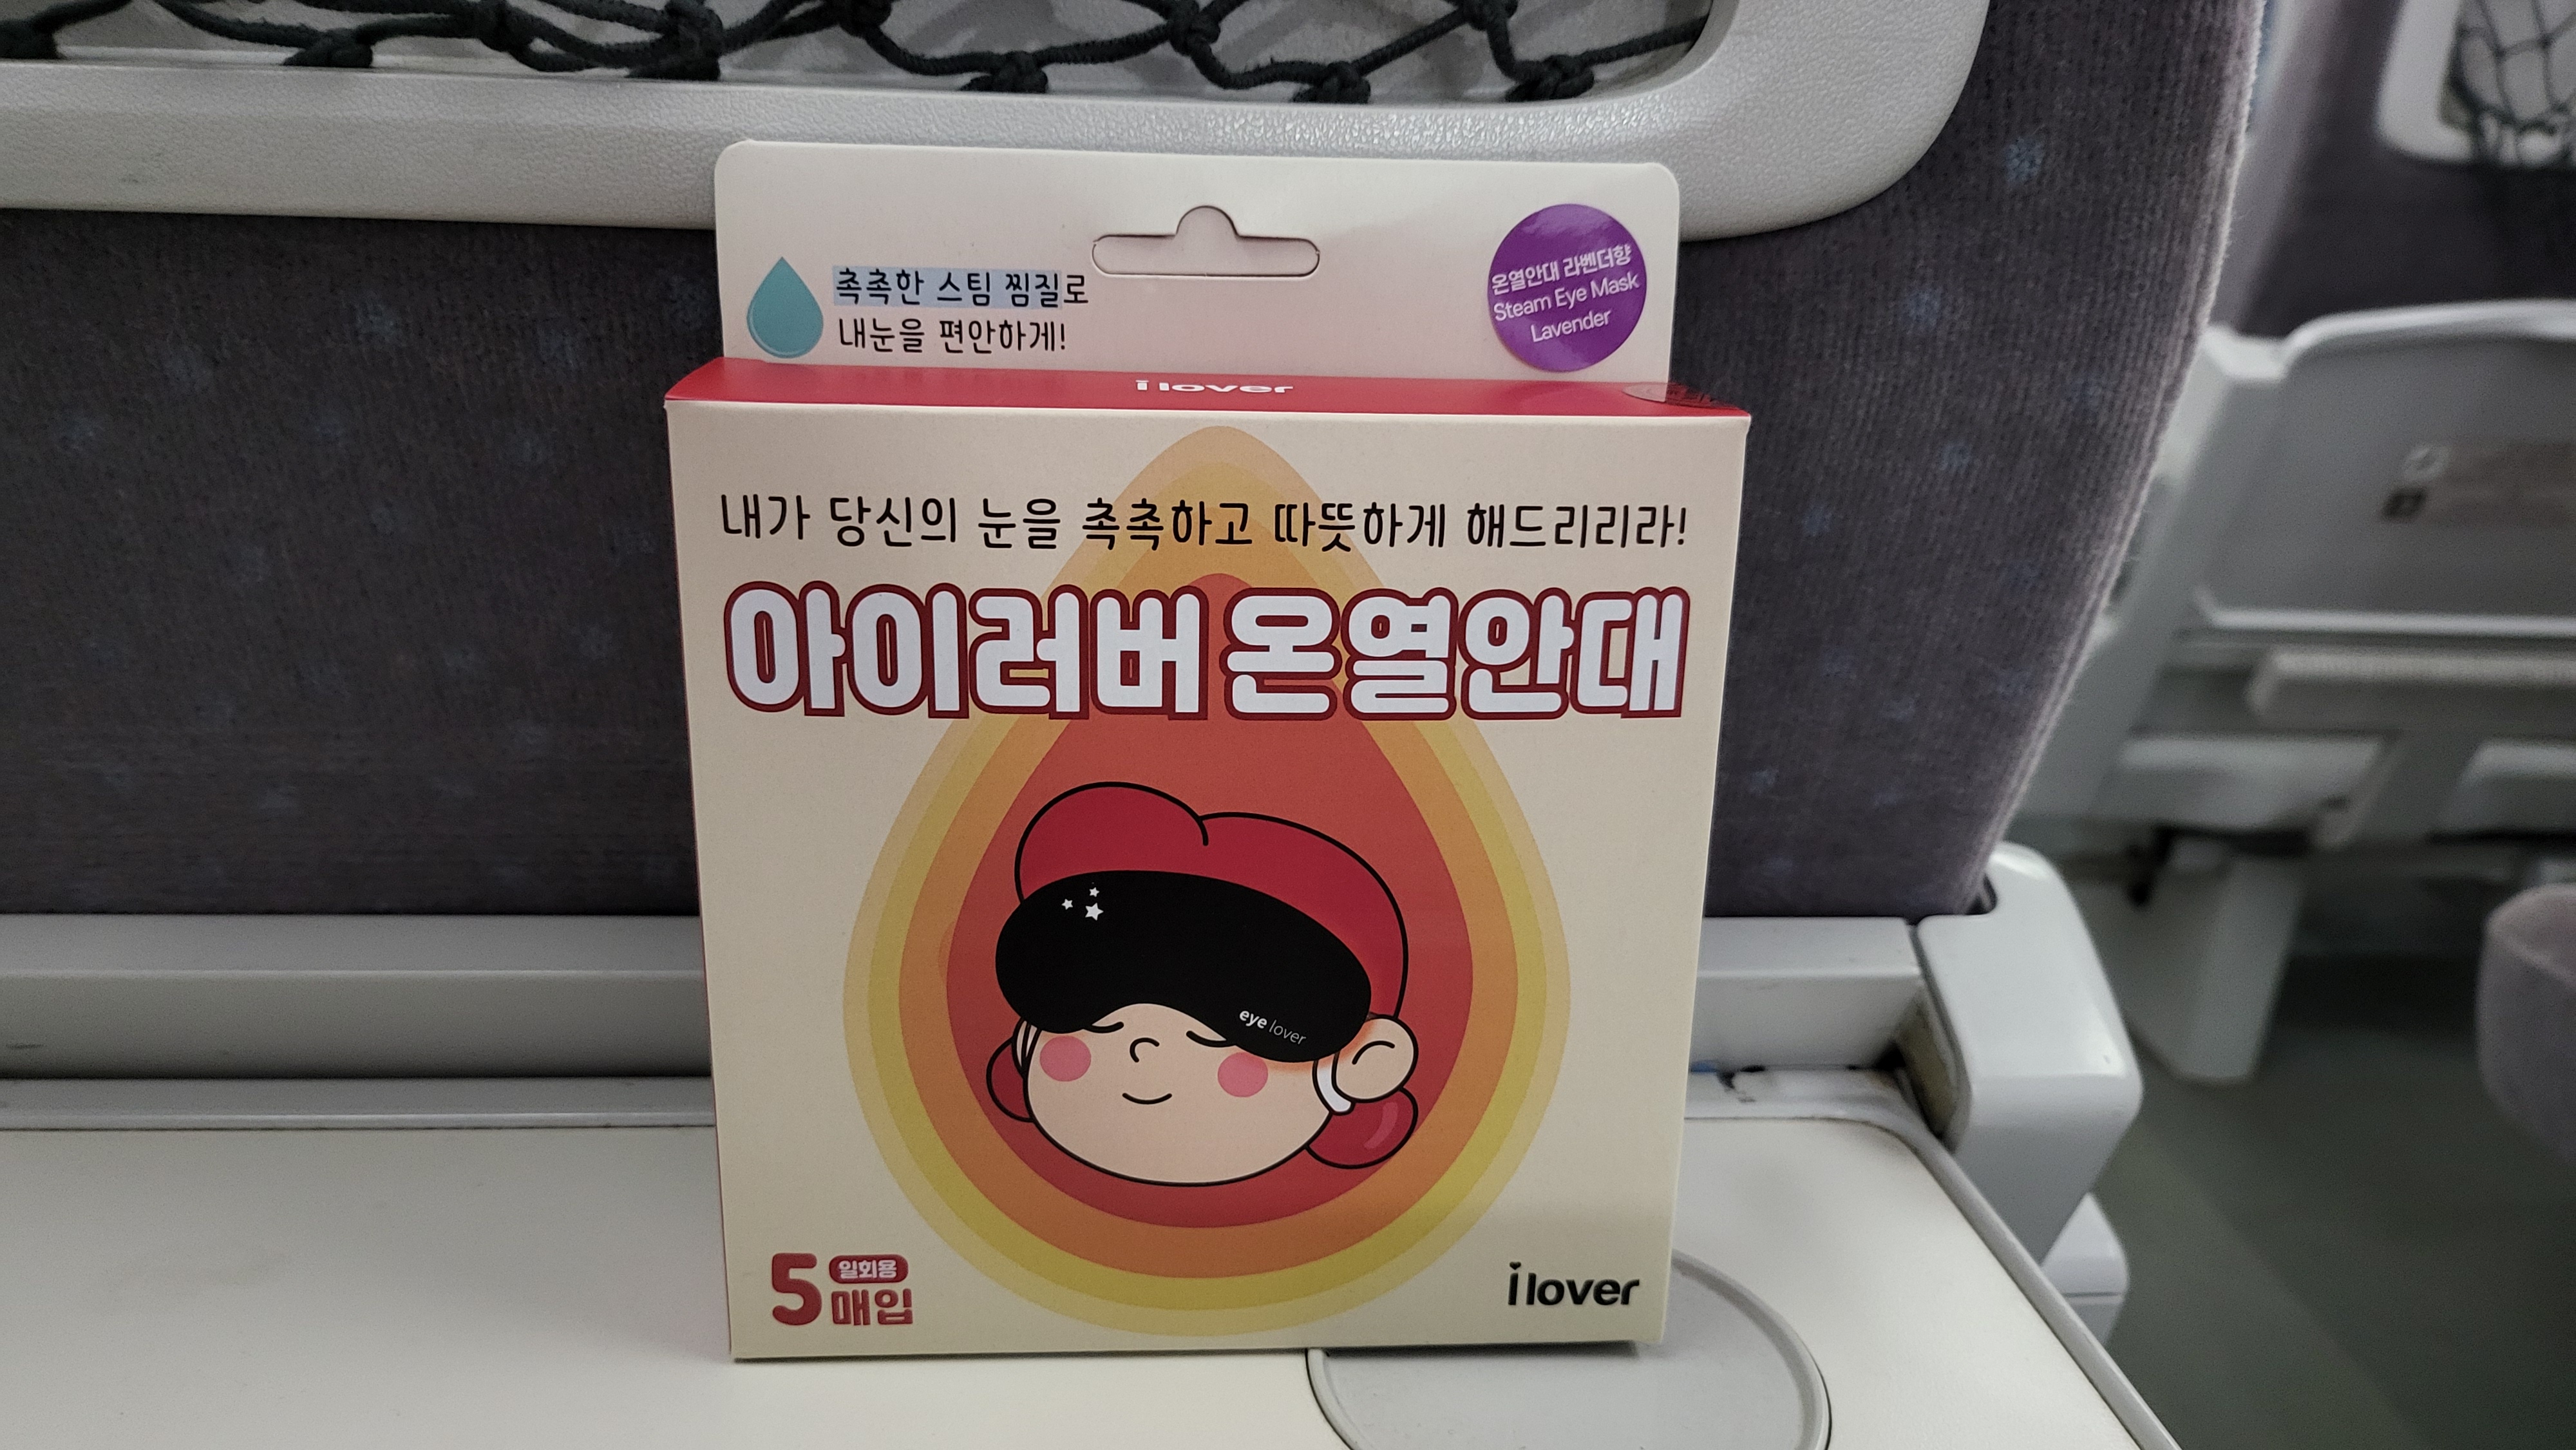 촉촉한 스팀 찜질로
내눈을 편안하게!
온열안대 라벤더향
Steam Eye Mask
Lavender
i lover
내가 당신의 눈을 촉촉하고 따뜻하게 해드리리라!
아이러버 온열안대
eye lover
5 일회용
매입
i lover